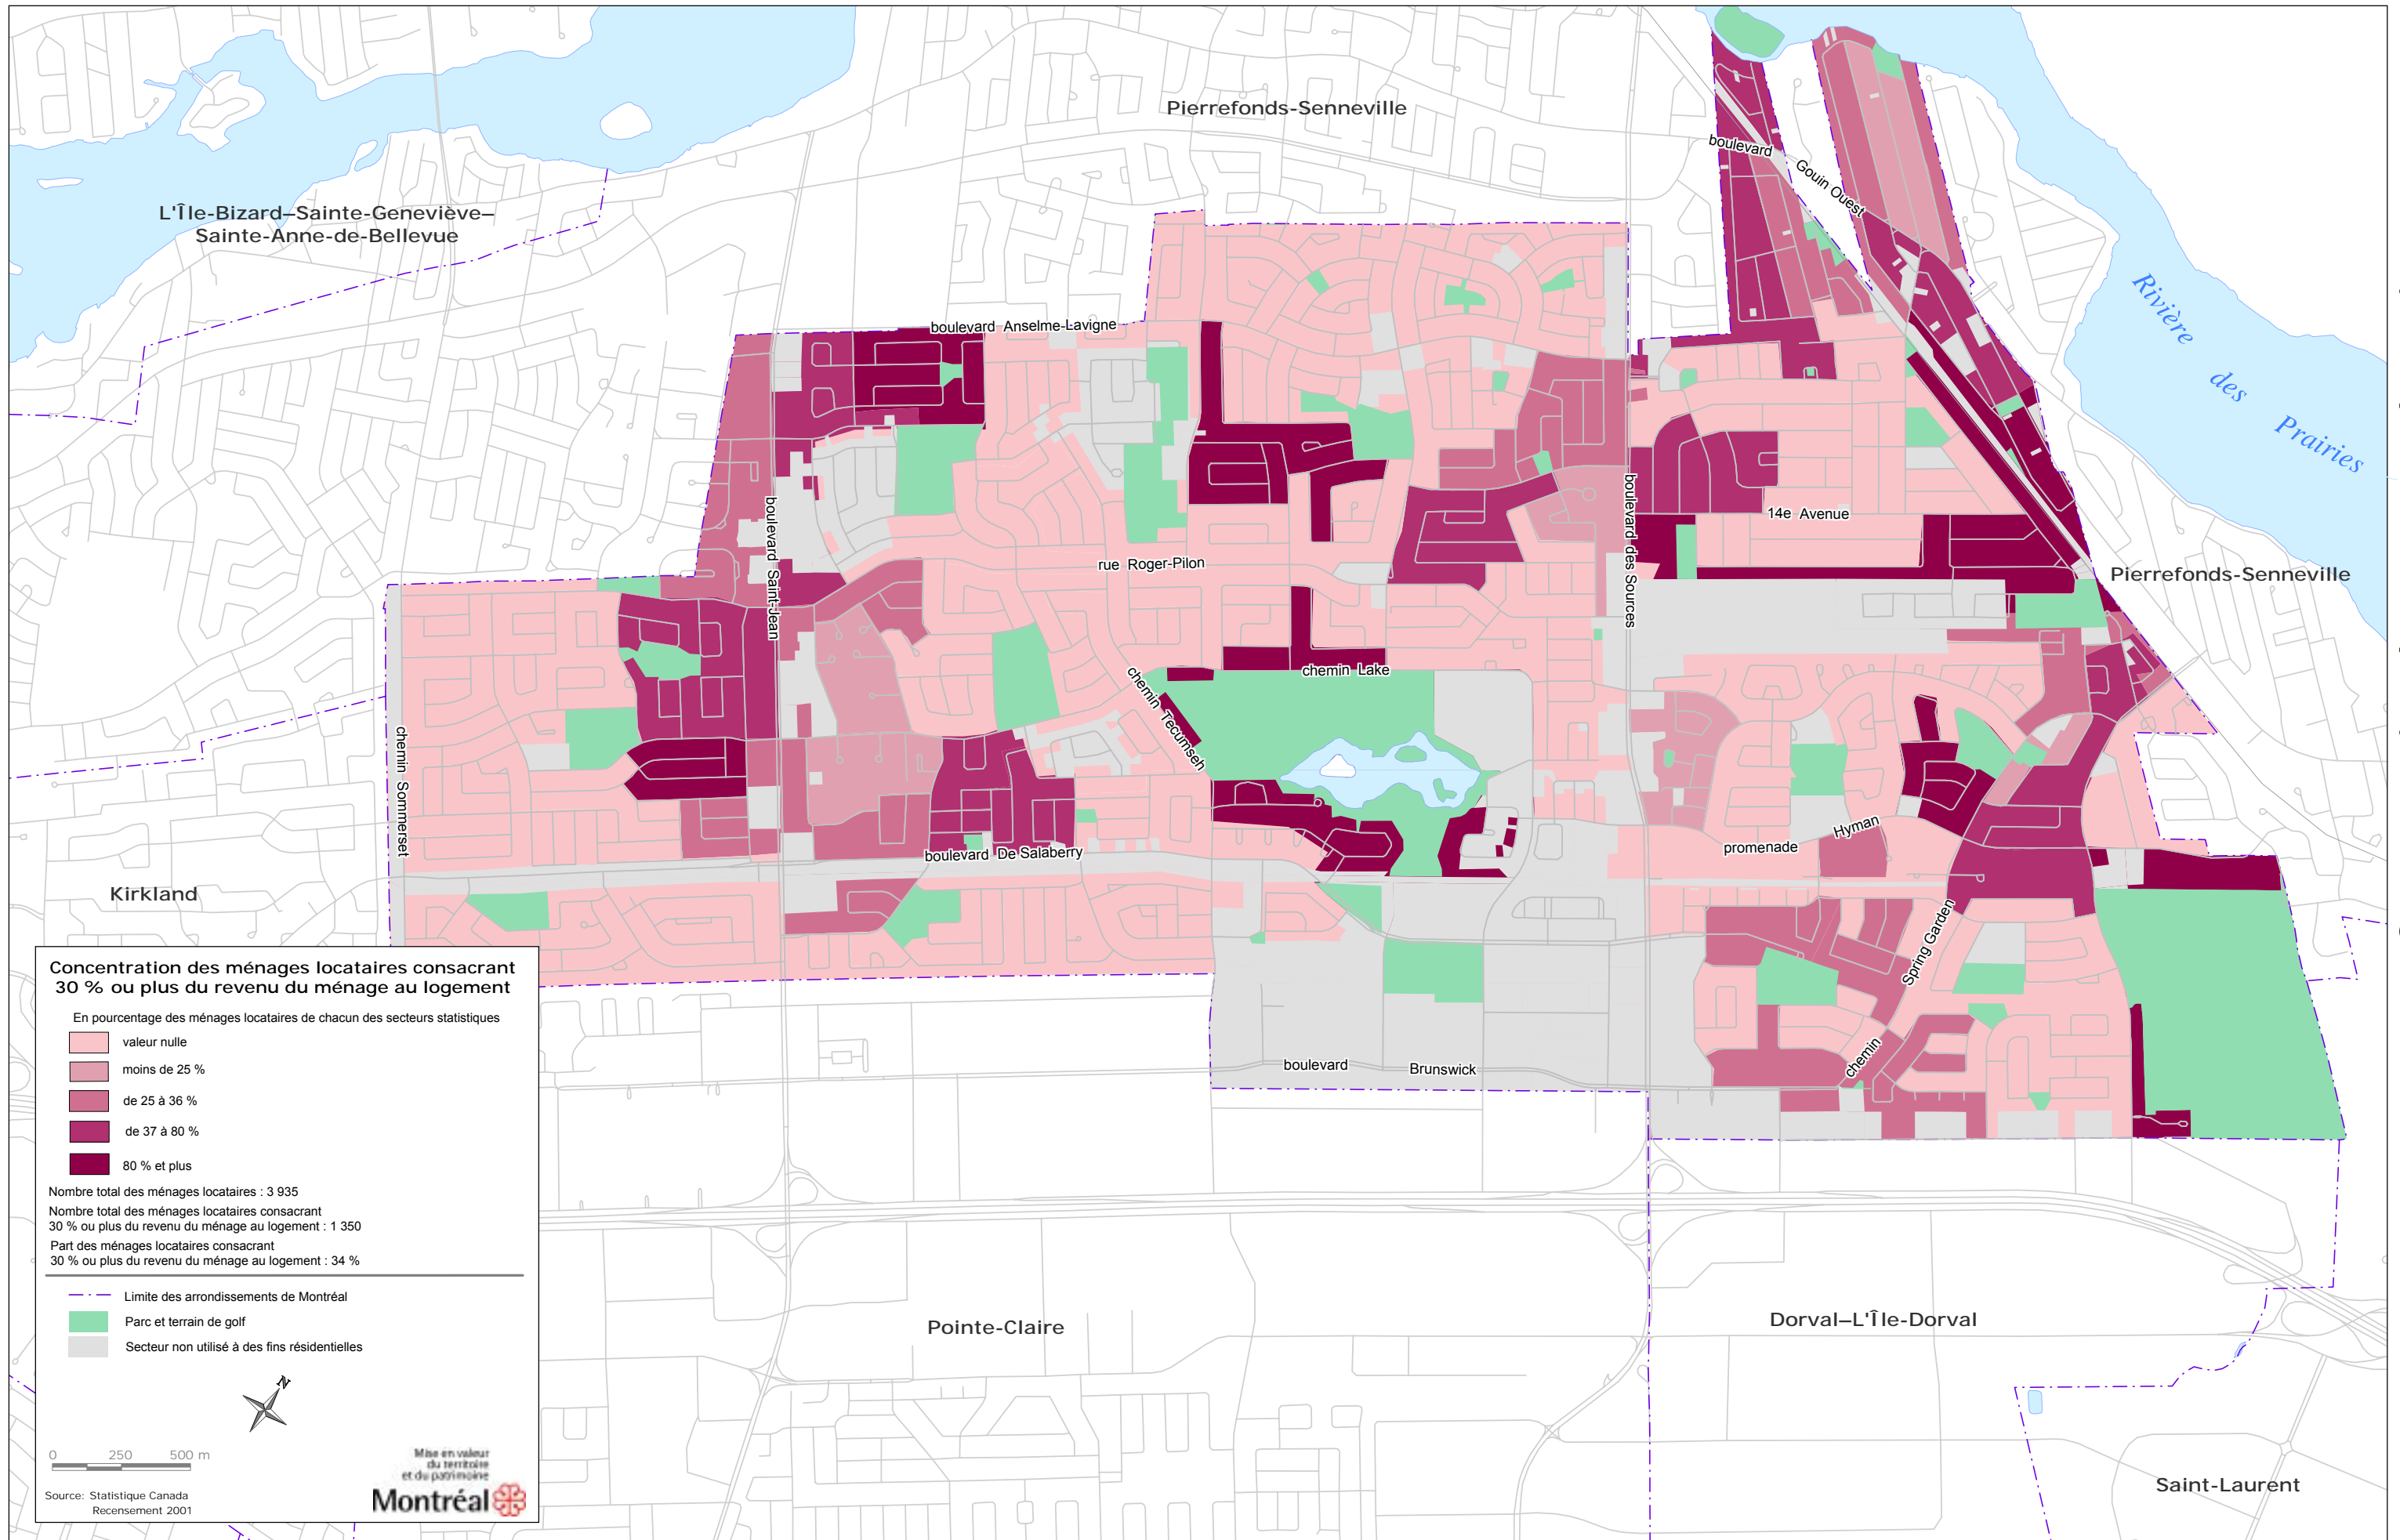 Pierrefonds-Senneville
L'Île-Bizard–Sainte-Geneviève–
Sainte-Anne-de-Bellevue
boulevard
Gouin Ouest
Rivière
des
Prairies
boulevard Anselme-Lavigne
boulevard Saint-Jean
boulevard des Sources
14e Avenue
rue Roger-Pilon
Pierrefonds-Senneville
chemin Lake
chemin Tecumseh
chemin Sommerset
Hyman
promenade
boulevard De Salaberry
Kirkland
Spring Garden
chemin
boulevard
Brunswick
Pointe-Claire
Dorval–L'Île-Dorval
Saint-Laurent
Concentration des ménages locataires consacrant
30 % ou plus du revenu du ménage au logement
En pourcentage des ménages locataires de chacun des secteurs statistiques
valeur nulle
moins de 25 %
de 25 à 36 %
de 37 à 80 %
80 % et plus
Nombre total des ménages locataires : 3 935
Nombre total des ménages locataires consacrant
30 % ou plus du revenu du ménage au logement : 1 350
Part des ménages locataires consacrant
30 % ou plus du revenu du ménage au logement : 34 %
Limite des arrondissements de Montréal
Parc et terrain de golf
Secteur non utilisé à des fins résidentielles
N
0 250 500 m
Mise en valeur
du territoire
et du patrimoine
Montréal
Source: Statistique Canada
Recensement 2001